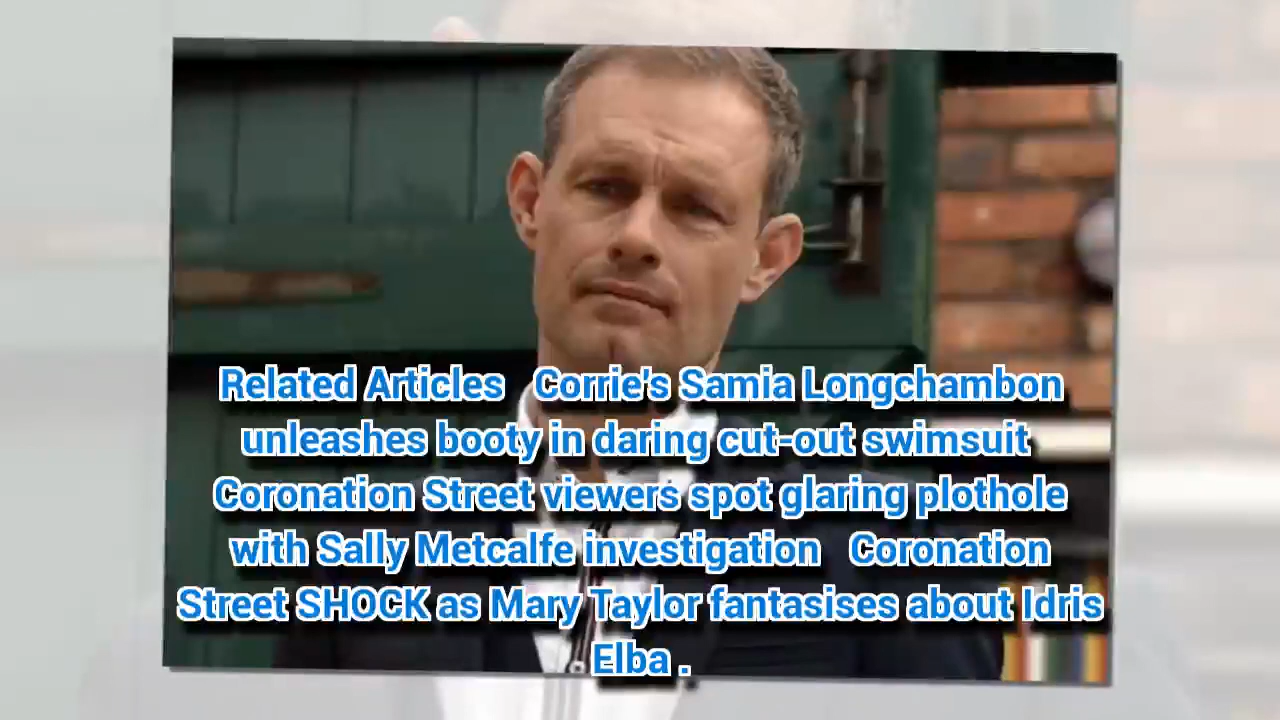 Related Articles Corrie's Samia Longchambon
unleashes booty in daring cut-out swimsuit
Coronation Street viewers spot glaring plothole
with Sally Metcalfe investigation Coronation
Street SHOCK as Mary Taylor fantasises about Idris
Elba .